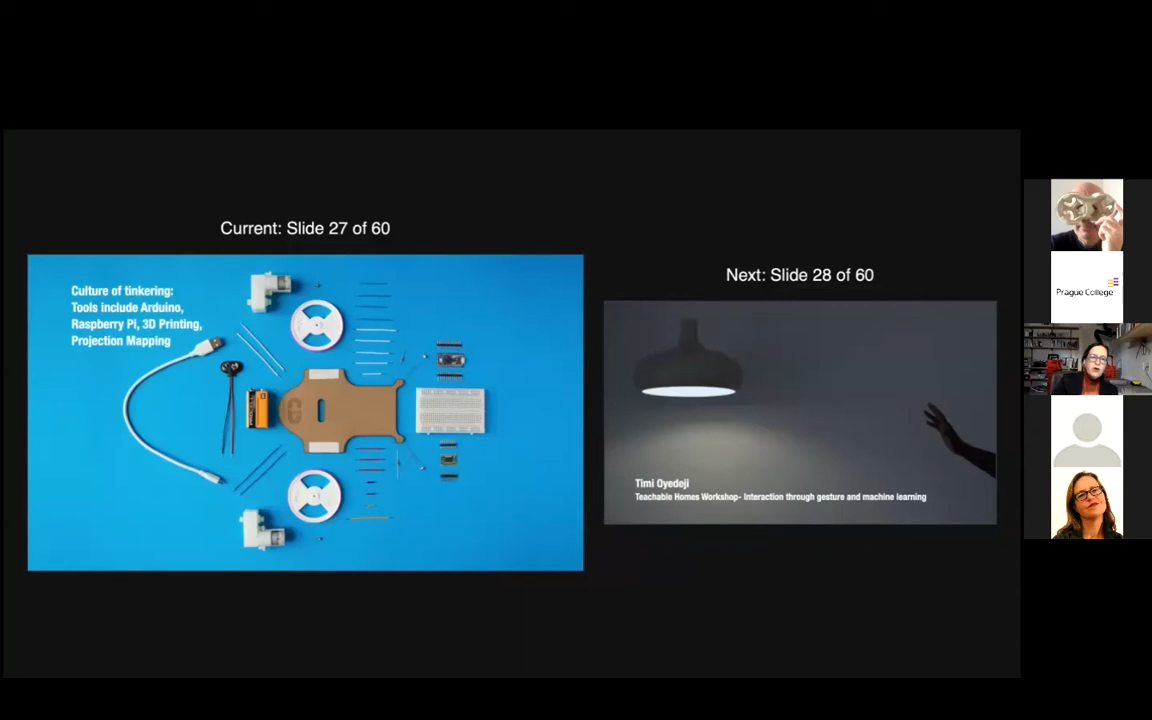 Current: Slide 27 of 60
Culture of tinkering:
Tools include Arduino,
Raspberry Pi, 3D Printing,
Projection Mapping
Next: Slide 28 of 60
Timi Oyedeji
Teachable Homes Workshop- Interaction through gesture and machine learning
Prague College